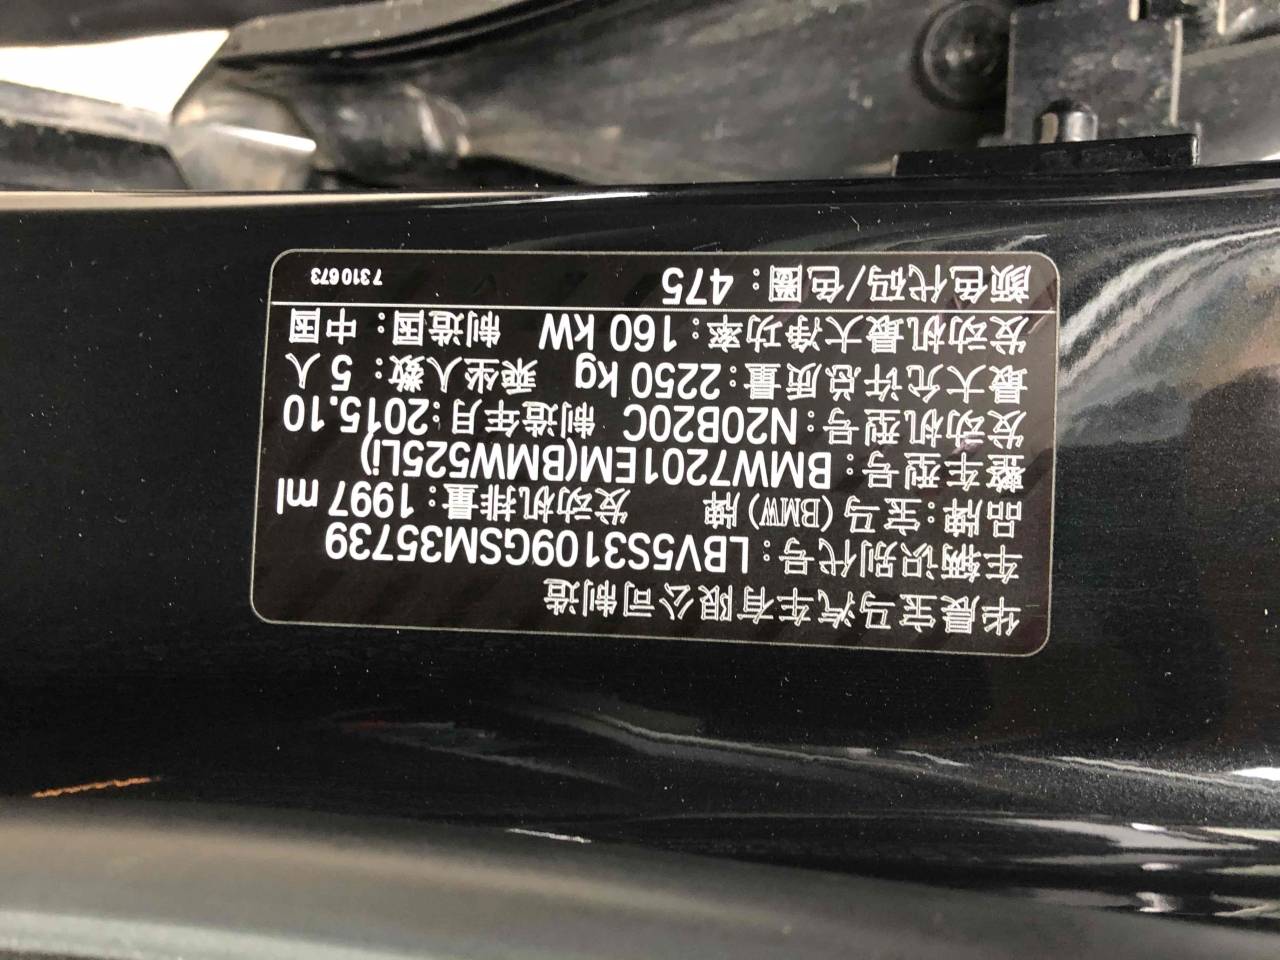 华晨宝马汽车有限公司制造
车辆识别代号：LBV5S3109GSM35739
品牌：宝马(BMW)牌 发动机排量：1997 ml
整车型号：BMW7201EM(BMW525Li)
发动机型号：N20B20C 制造年月：2015.10
最大允许总质量：2250 kg 乘坐人数：5 人
发动机最大净功率：160 kW 制造国：中国
颜色代码/色圈：475 7 310 673